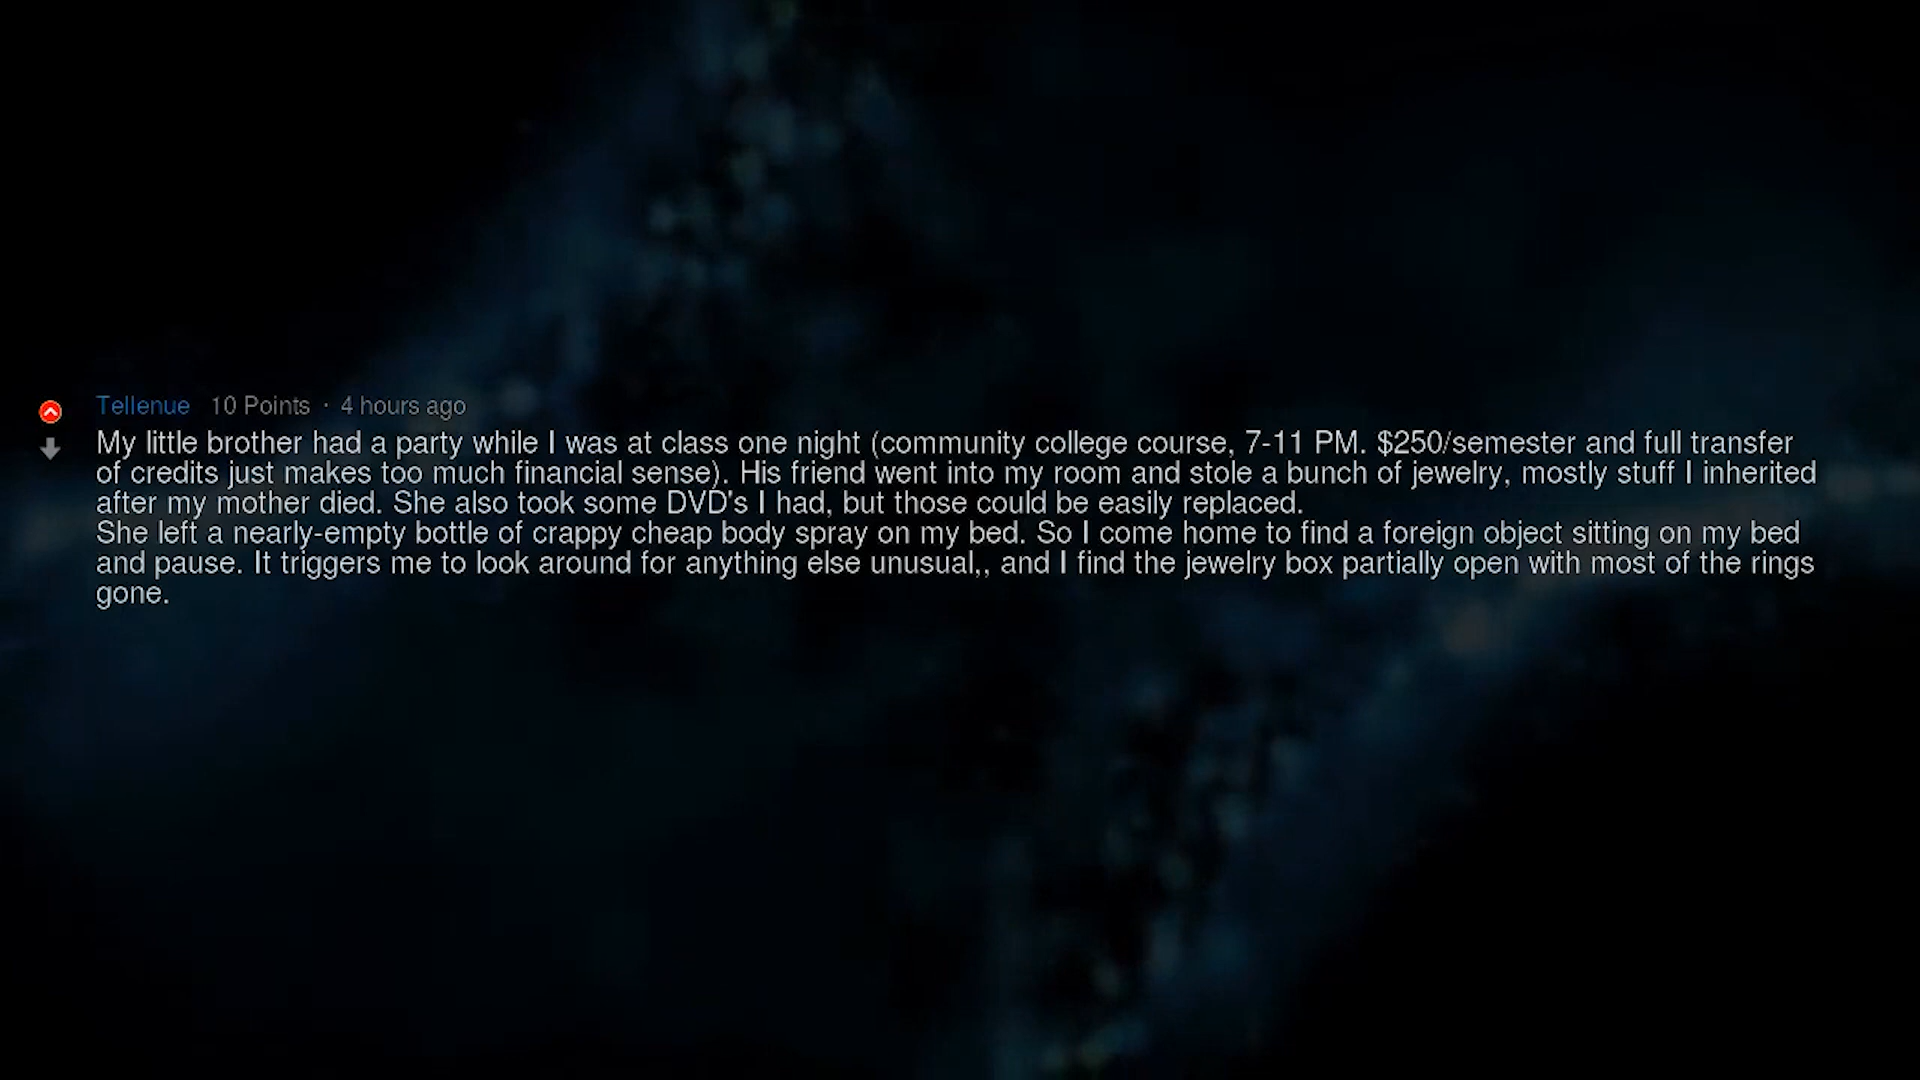 Tellenue 10 Points · 4 hours ago
My little brother had a party while I was at class one night (community college course, 7-11 PM. $250/semester and full transfer
of credits just makes too much financial sense). His friend went into my room and stole a bunch of jewelry, mostly stuff I inherited
after my mother died. She also took some DVD's I had, but those could be easily replaced.
She left a nearly-empty bottle of crappy cheap body spray on my bed. So I come home to find a foreign object sitting on my bed
and pause. It triggers me to look around for anything else unusual,, and I find the jewelry box partially open with most of the rings
gone.